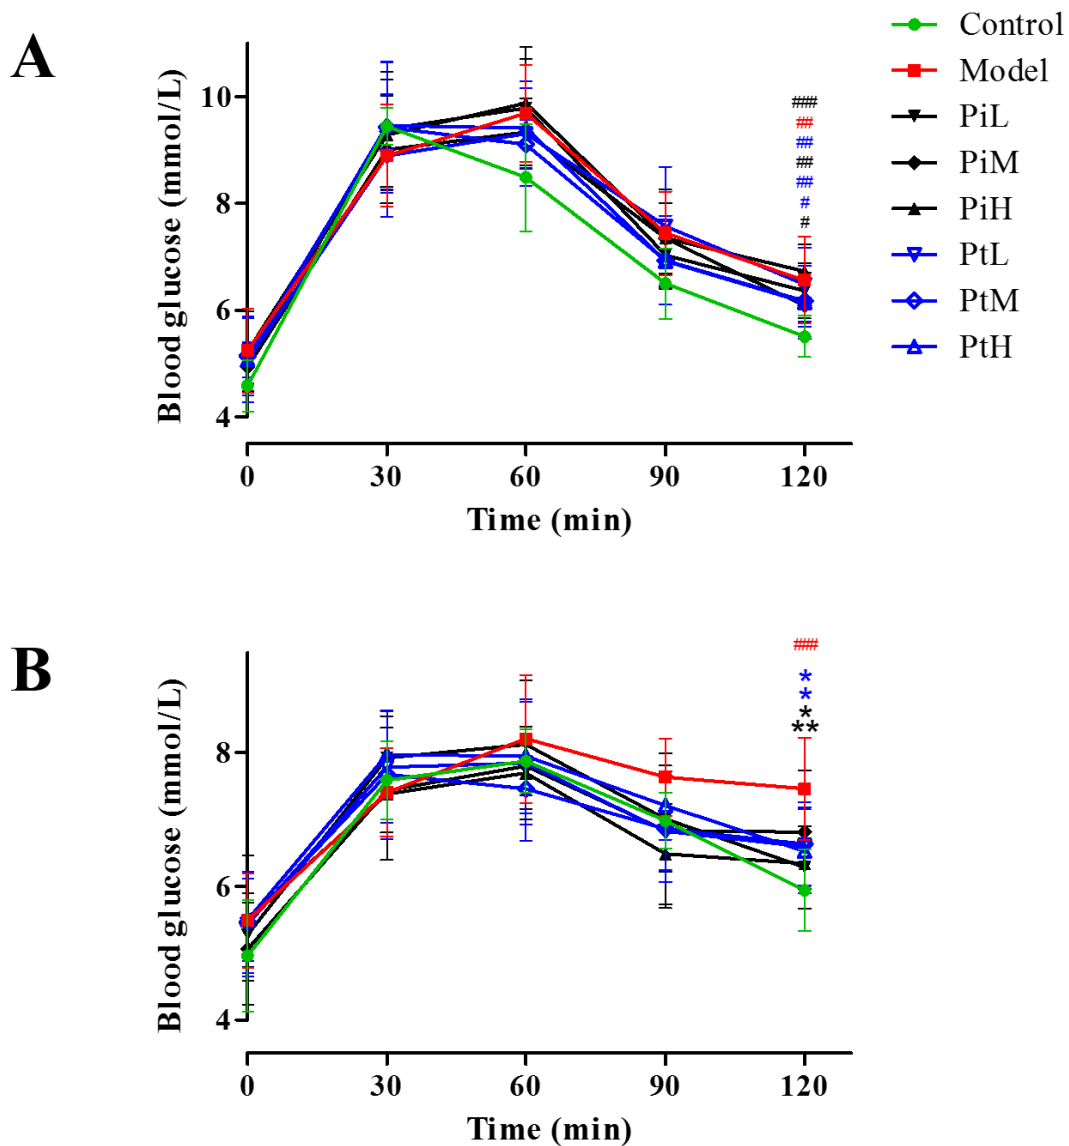 A
Blood glucose (mmol/L)
10
8
6
4
###
##
##
##
##
#
#
0 30 60 90 120
Time (min)
Control
Model
PiL
PiM
PiH
PtL
PtM
PtH
B
Blood glucose (mmol/L)
8
6
4
###
*
*
*
**
0 30 60 90 120
Time (min)